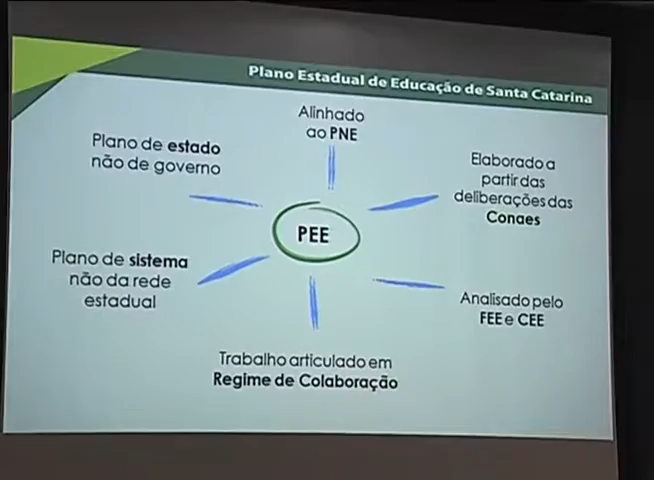 Plano Estadual de Educação de Santa Catarina
Alinhado
ao PNE
Plano de estado
não de governo
Elaborado a
partir das
deliberações das
Conaes
PEE
Plano de sistema
não da rede
estadual
Analisado pelo
FEE e CEE
Trabalho articulado em
Regime de Colaboração